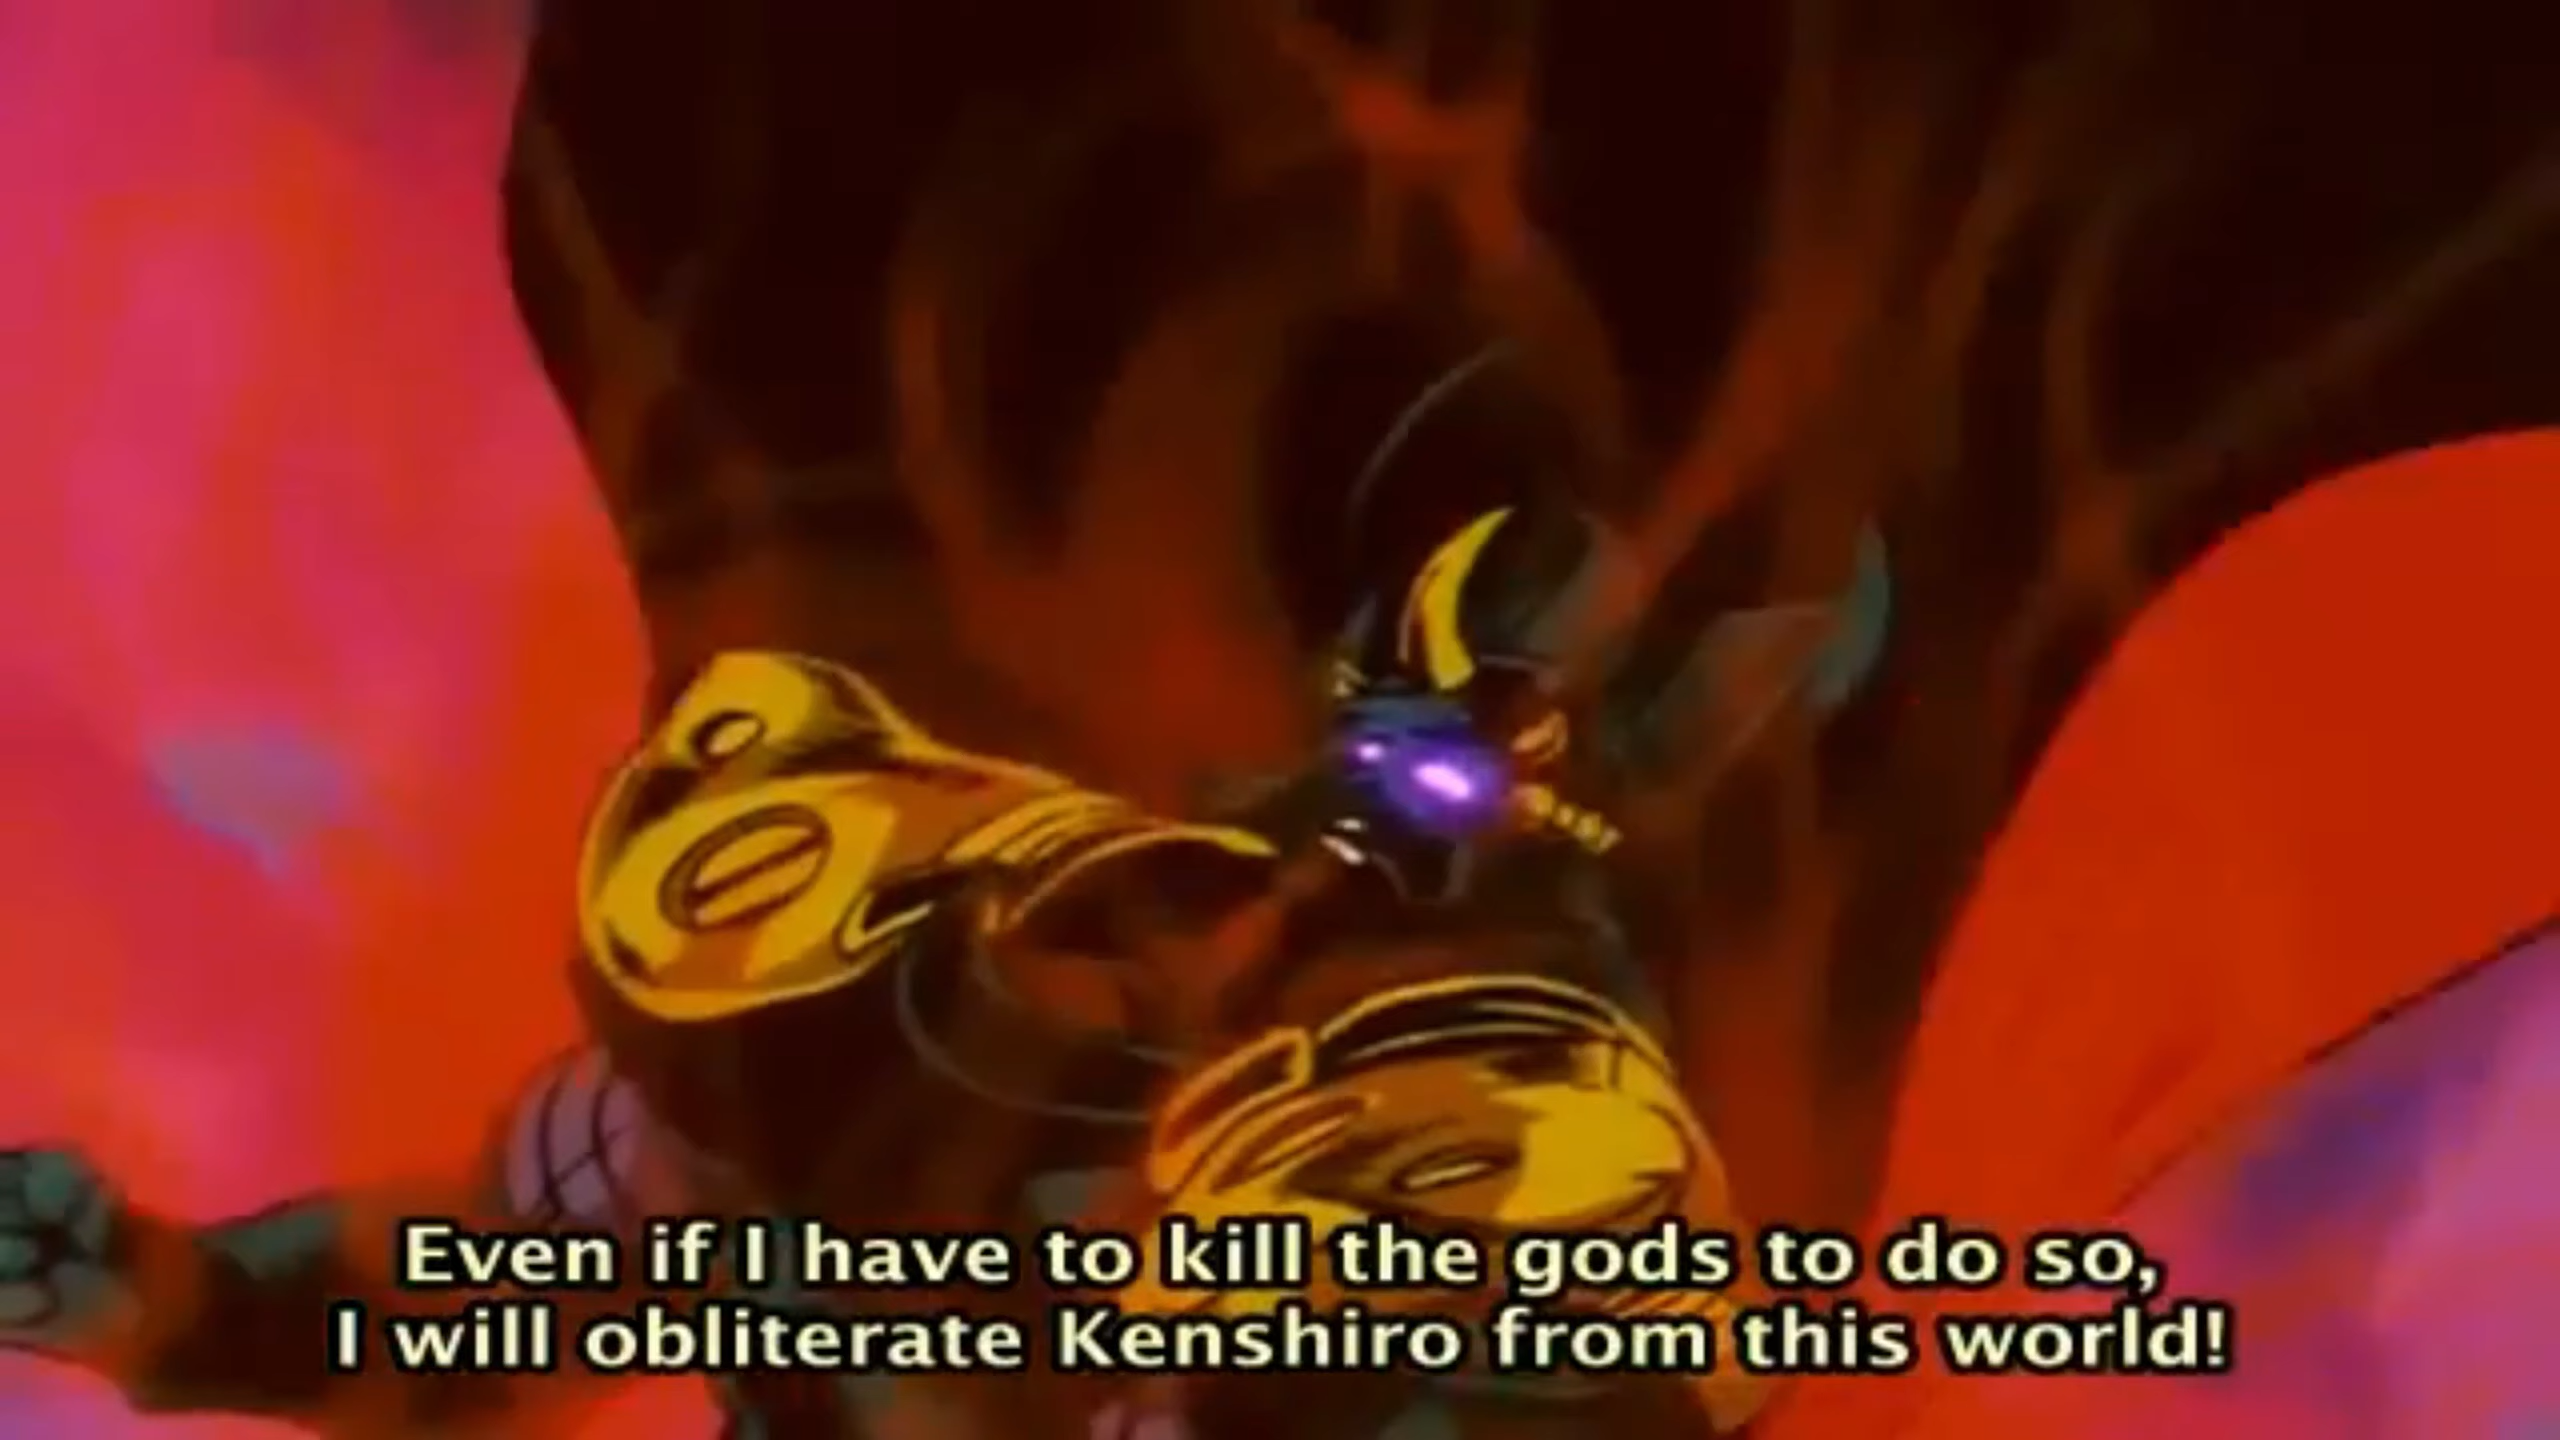 Even if I have to kill the gods to do so,
I will obliterate Kenshiro from this world!